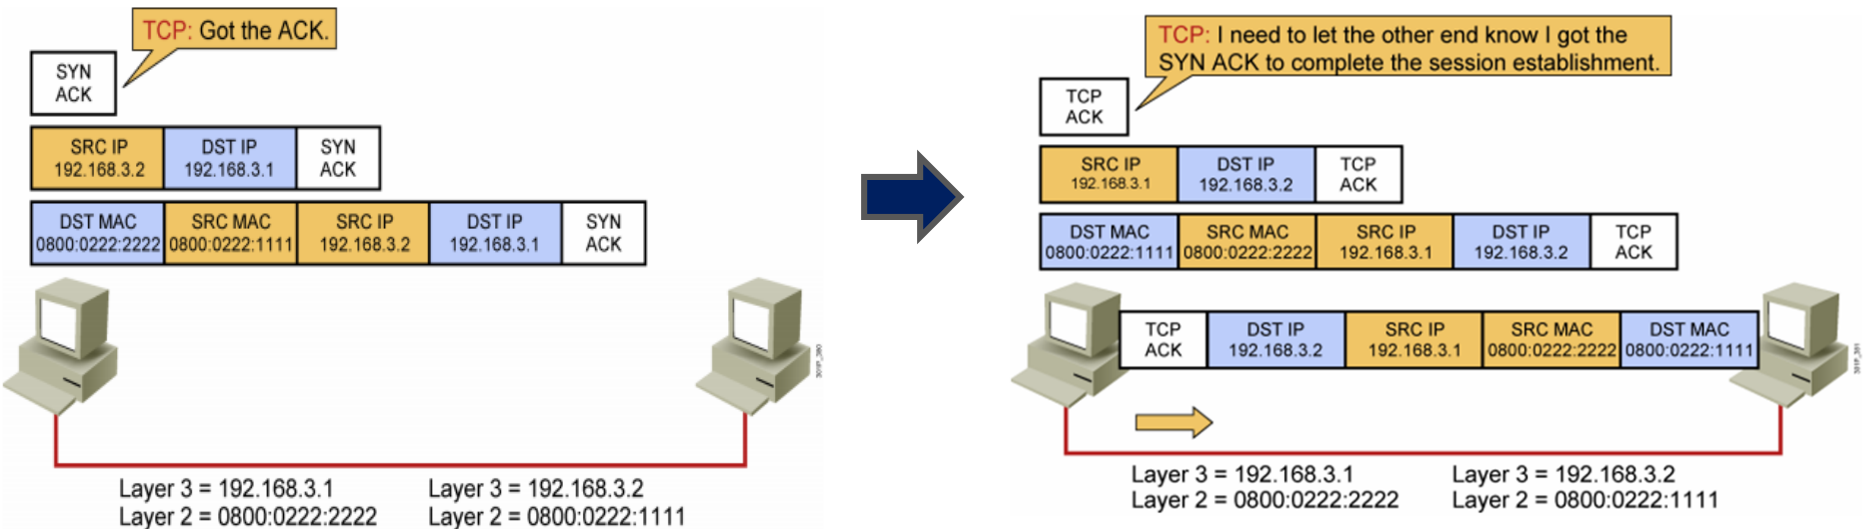 TCP: Got the ACK.
SYN
ACK
SRC IP
192.168.3.2
DST IP
192.168.3.1
SYN
ACK
DST MAC
0800:0222:2222
SRC MAC
0800:0222:1111
SRC IP
192.168.3.2
DST IP
192.168.3.1
SYN
ACK
Layer 3 = 192.168.3.1
Layer 2 = 0800:0222:2222
Layer 3 = 192.168.3.2
Layer 2 = 0800:0222:1111
TCP: I need to let the other end know I got the
SYN ACK to complete the session establishment.
TCP
ACK
SRC IP
192.168.3.1
DST IP
192.168.3.2
TCP
ACK
DST MAC
0800:0222:1111
SRC MAC
0800:0222:2222
SRC IP
192.168.3.1
DST IP
192.168.3.2
TCP
ACK
TCP
ACK
DST IP
192.168.3.2
SRC IP
192.168.3.1
SRC MAC
0800:0222:2222
DST MAC
0800:0222:1111
Layer 3 = 192.168.3.1
Layer 2 = 0800:0222:2222
Layer 3 = 192.168.3.2
Layer 2 = 0800:0222:1111